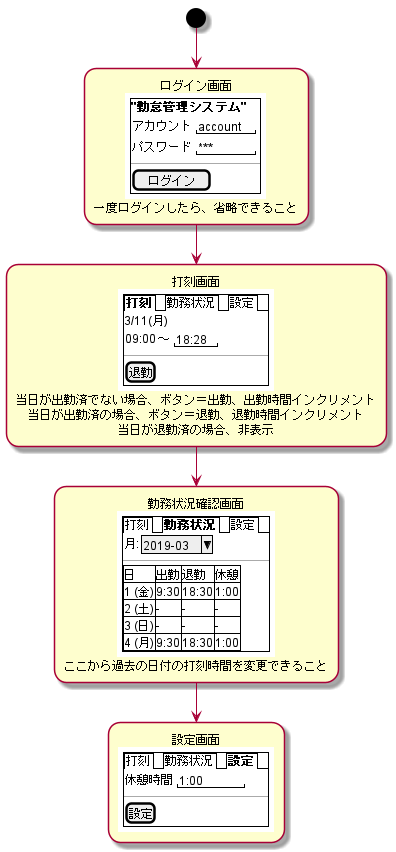 ログイン画面
"勤怠管理システム"
アカウント account
パスワード ***
ログイン
一度ログインしたら、省略できること
打刻画面
打刻 勤務状況 設定
3/11(月)
09:00～ 18:28
退勤
当日が出勤済でない場合、ボタン＝出勤、出勤時間インクリメント
当日が出勤済の場合、ボタン＝退勤、退勤時間インクリメント
当日が退勤済の場合、非表示
勤務状況確認画面
打刻 勤務状況 設定
月: 2019-03
日 出勤 退勤 休憩
1 (金) 9:30 18:30 1:00
2 (土) - - -
3 (日) - - -
4 (月) 9:30 18:30 1:00
ここから過去の日付の打刻時間を変更できること
設定画面
打刻 勤務状況 設定
休憩時間 1:00
設定